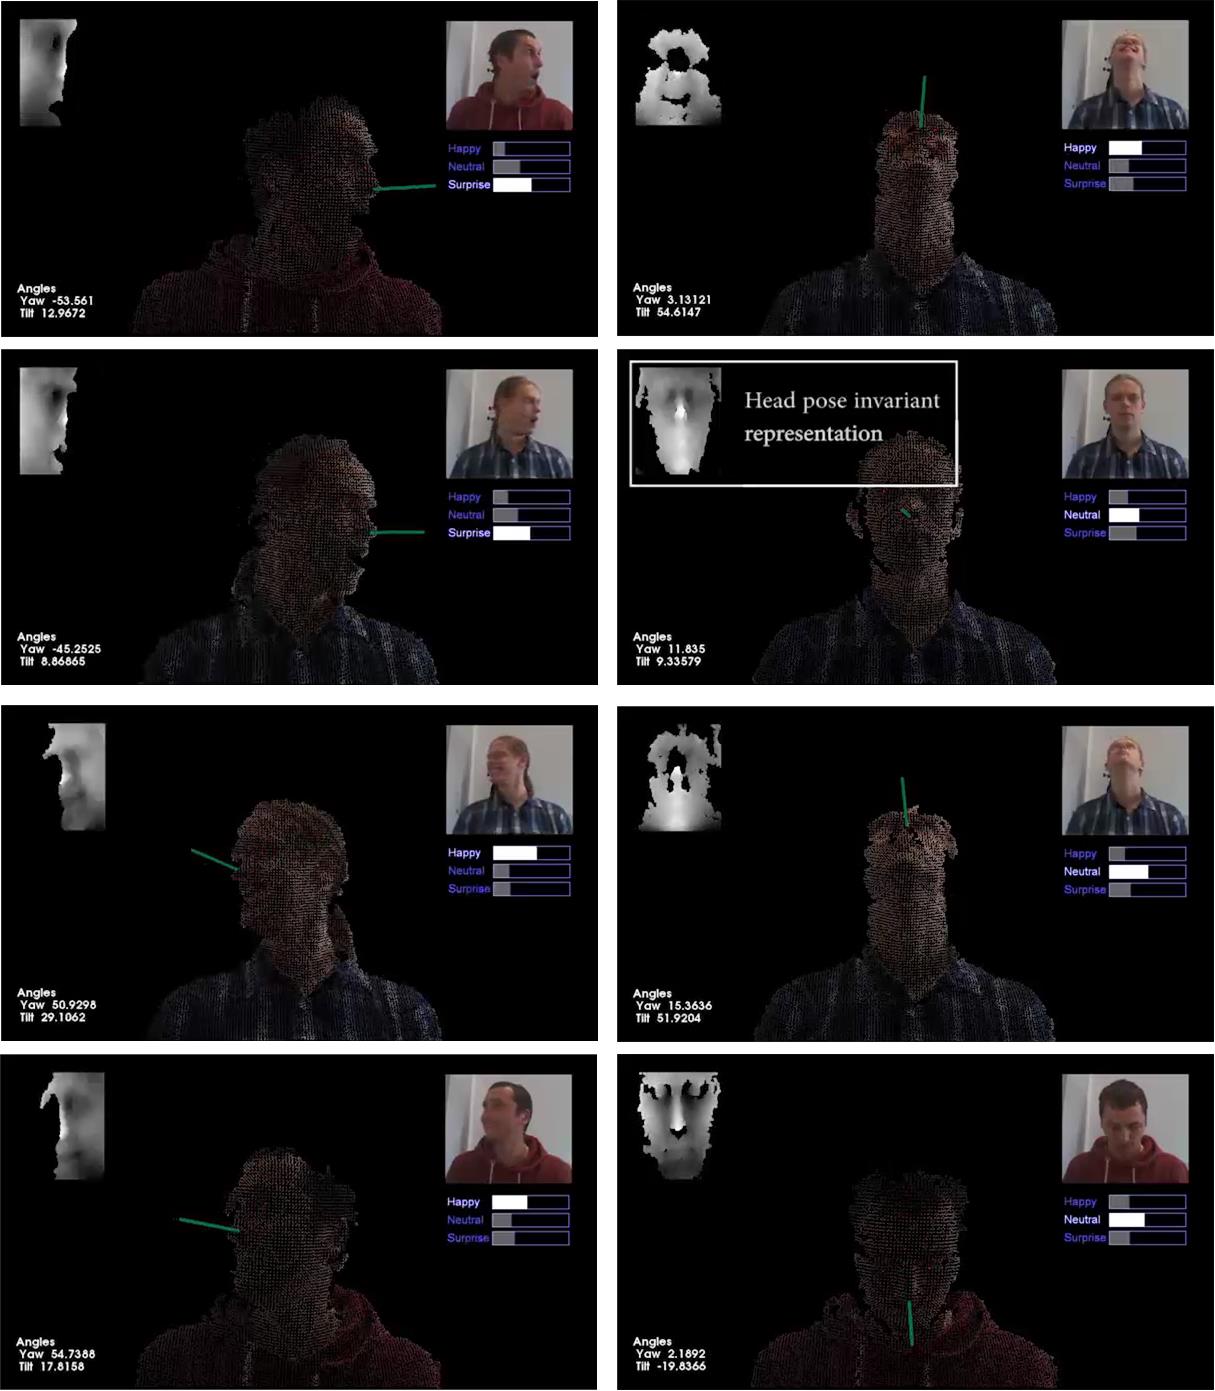 Happy
Neutral
Surprise
Angles
Yaw -53.561
Tilt 12.9672
Happy
Neutral
Surprise
Angles
Yaw 3.13121
Tilt 54.6147
Happy
Neutral
Surprise
Angles
Yaw -45.2525
Tilt 8.86865
Head pose invariant
representation
Happy
Neutral
Surprise
Angles
Yaw 11.835
Tilt 9.33579
Happy
Neutral
Surprise
Angles
Yaw 50.9298
Tilt 29.1062
Happy
Neutral
Surprise
Angles
Yaw 15.3636
Tilt 51.9204
Happy
Neutral
Surprise
Angles
Yaw 54.7388
Tilt 17.8158
Happy
Neutral
Surprise
Angles
Yaw 2.1892
Tilt -19.8366